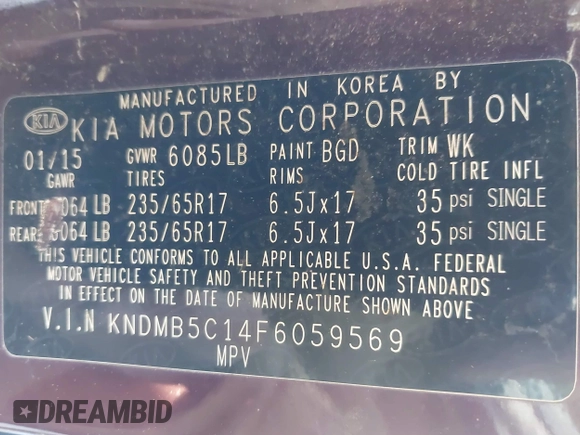 MANUFACTURED IN KOREA BY
KIA KIA MOTORS CORPORATION
01/15 GVWR 6085LB PAINT BGD TRIM WK
GAWR TIRES RIMS COLD TIRE INFL
FRONT LB 235/65R17 6.5Jx17 35 psi SINGLE
REAR LB 235/65R17 6.5Jx17 35 psi SINGLE
THIS VEHICLE CONFORMS TO ALL APPLICABLE U.S.A. FEDERAL
MOTOR VEHICLE SAFETY AND THEFT PREVENTION STANDARDS
IN EFFECT ON THE DATE OF MANUFACTURE SHOWN ABOVE
V.I.N KNDMB5C14F6059569
MPV
DREAMBID